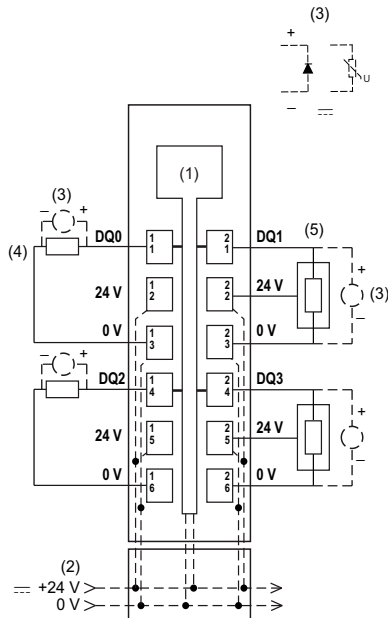 (3)
+
U
–
(1)
(3)
– +
(4)
DQ0
1 1
2 1
DQ1
(5)
24 V
1 2
2 2
24 V
+
(3)
–
0 V
1 3
2 3
0 V
– +
DQ2
1 4
2 4
DQ3
24 V
1 5
2 5
24 V
+
–
0 V
1 6
2 6
0 V
(2)
+24 V
0 V